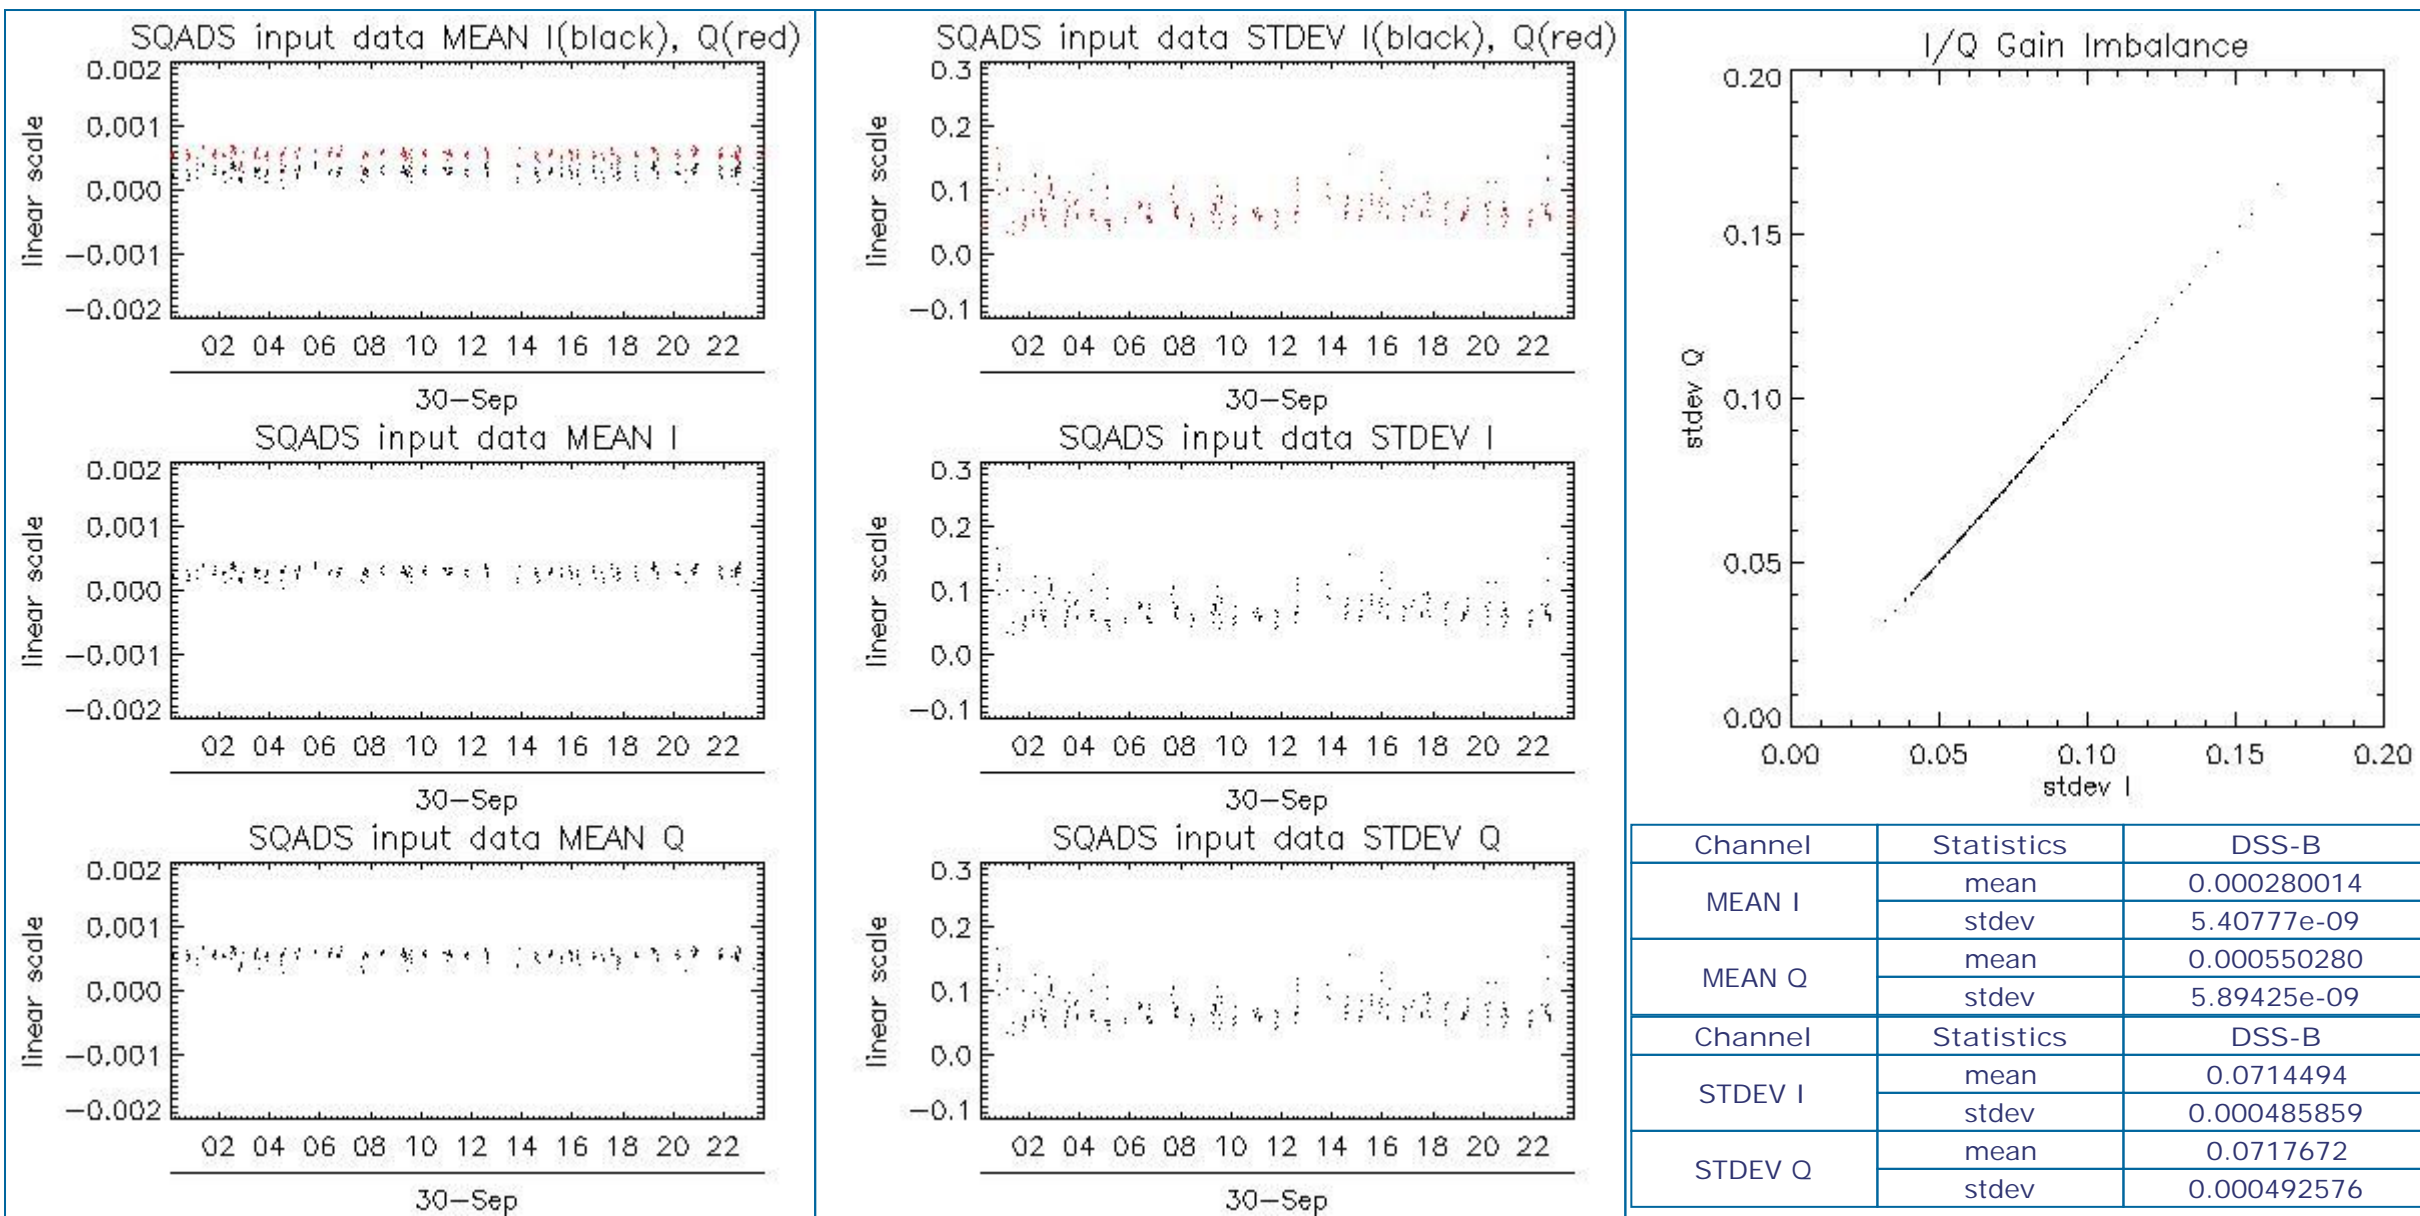 SQADS input data MEAN I(black), Q(red)
0.002
0.001
0.000
−0.001
−0.002
linear scale
02 04 06 08 10 12 14 16 18 20 22
30−Sep
SQADS input data MEAN I
0.002
0.001
0.000
−0.001
−0.002
linear scale
02 04 06 08 10 12 14 16 18 20 22
30−Sep
SQADS input data MEAN Q
0.002
0.001
0.000
−0.001
−0.002
linear scale
02 04 06 08 10 12 14 16 18 20 22
30−Sep
SQADS input data STDEV I(black), Q(red)
0.3
0.2
0.1
0.0
−0.1
linear scale
02 04 06 08 10 12 14 16 18 20 22
30−Sep
SQADS input data STDEV I
0.3
0.2
0.1
0.0
−0.1
linear scale
02 04 06 08 10 12 14 16 18 20 22
30−Sep
SQADS input data STDEV Q
0.3
0.2
0.1
0.0
−0.1
linear scale
02 04 06 08 10 12 14 16 18 20 22
30−Sep
I/Q Gain Imbalance
0.20
0.15
0.10
0.05
0.00
stdev Q
0.00 0.05 0.10 0.15 0.20
stdev I
Channel Statistics DSS-B
MEAN I mean 0.000280014
stdev 5.40777e-09
MEAN Q mean 0.000550280
stdev 5.89425e-09
Channel Statistics DSS-B
STDEV I mean 0.0714494
stdev 0.000485859
STDEV Q mean 0.0717672
stdev 0.000492576